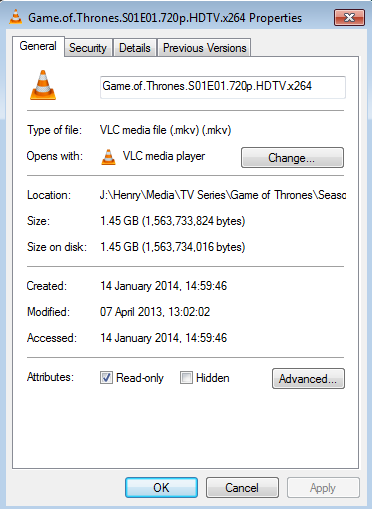 Game.of.Thrones.S01E01.720p.HDTV.x264 Properties
General Security Details Previous Versions
Game.of.Thrones.S01E01.720p.HDTV.x264
Type of file: VLC media file (.mkv) (.mkv)
Opens with: VLC media player Change...
Location: J:\Henry\Media\TV Series\Game of Thrones\Seaso
Size: 1.45 GB (1,563,733,824 bytes)
Size on disk: 1.45 GB (1,563,734,016 bytes)
Created: 14 January 2014, 14:59:46
Modified: 07 April 2013, 13:02:02
Accessed: 14 January 2014, 14:59:46
Attributes: Read-only Hidden Advanced...
OK Cancel Apply